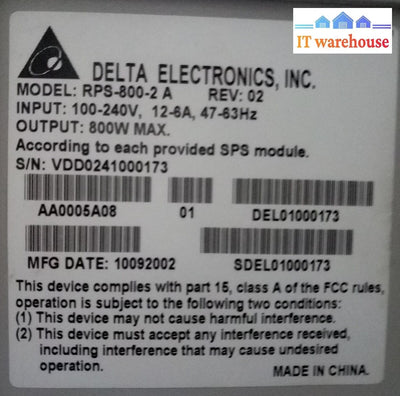 IT warehouse
DELTA ELECTRONICS, INC.
MODEL: RPS-800-2 A REV: 02
INPUT: 100-240V, 12-6A, 47-63Hz
OUTPUT: 800W MAX.
According to each provided SPS module.
S/N: VDD0241000173
AA0005A08 01 DEL01000173
MFG DATE: 10092002 SDEL01000173
This device complies with part 15, class A of the FCC rules,
operation is subject to the following two conditions:
(1) This device may not cause harmful interference.
(2) This device must accept any interference received,
including interference that may cause undesired
operation.
MADE IN CHINA.